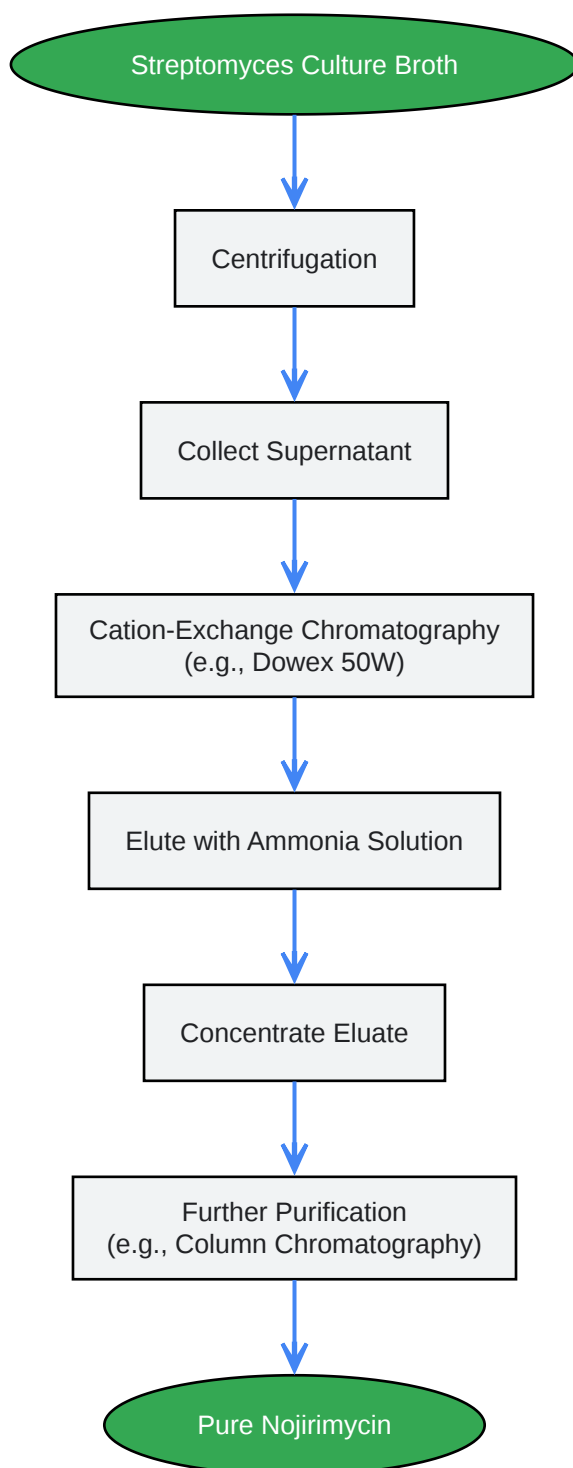 Streptomyces Culture Broth
Centrifugation
Collect Supernatant
Cation-Exchange Chromatography
(e.g., Dowex 50W)
Elute with Ammonia Solution
Concentrate Eluate
Further Purification
(e.g., Column Chromatography)
Pure Nojirimycin